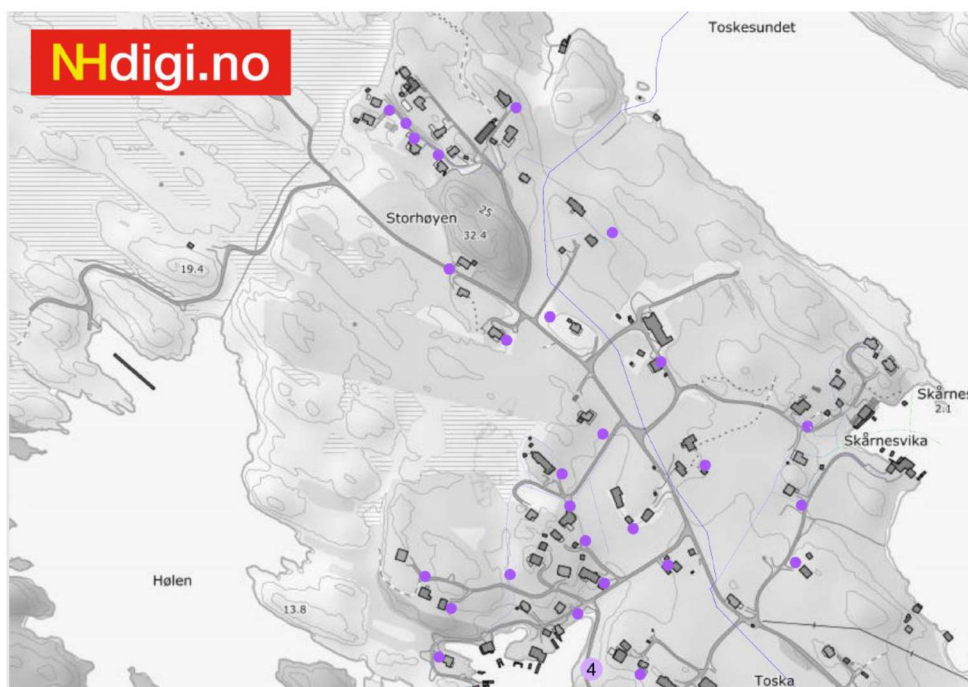 Toskesundet
NHdigi.no
Storhøyen
25
32.4
19.4
Skårnes
2.1
Skårnesvika
Hølen
13.8
4
Toska